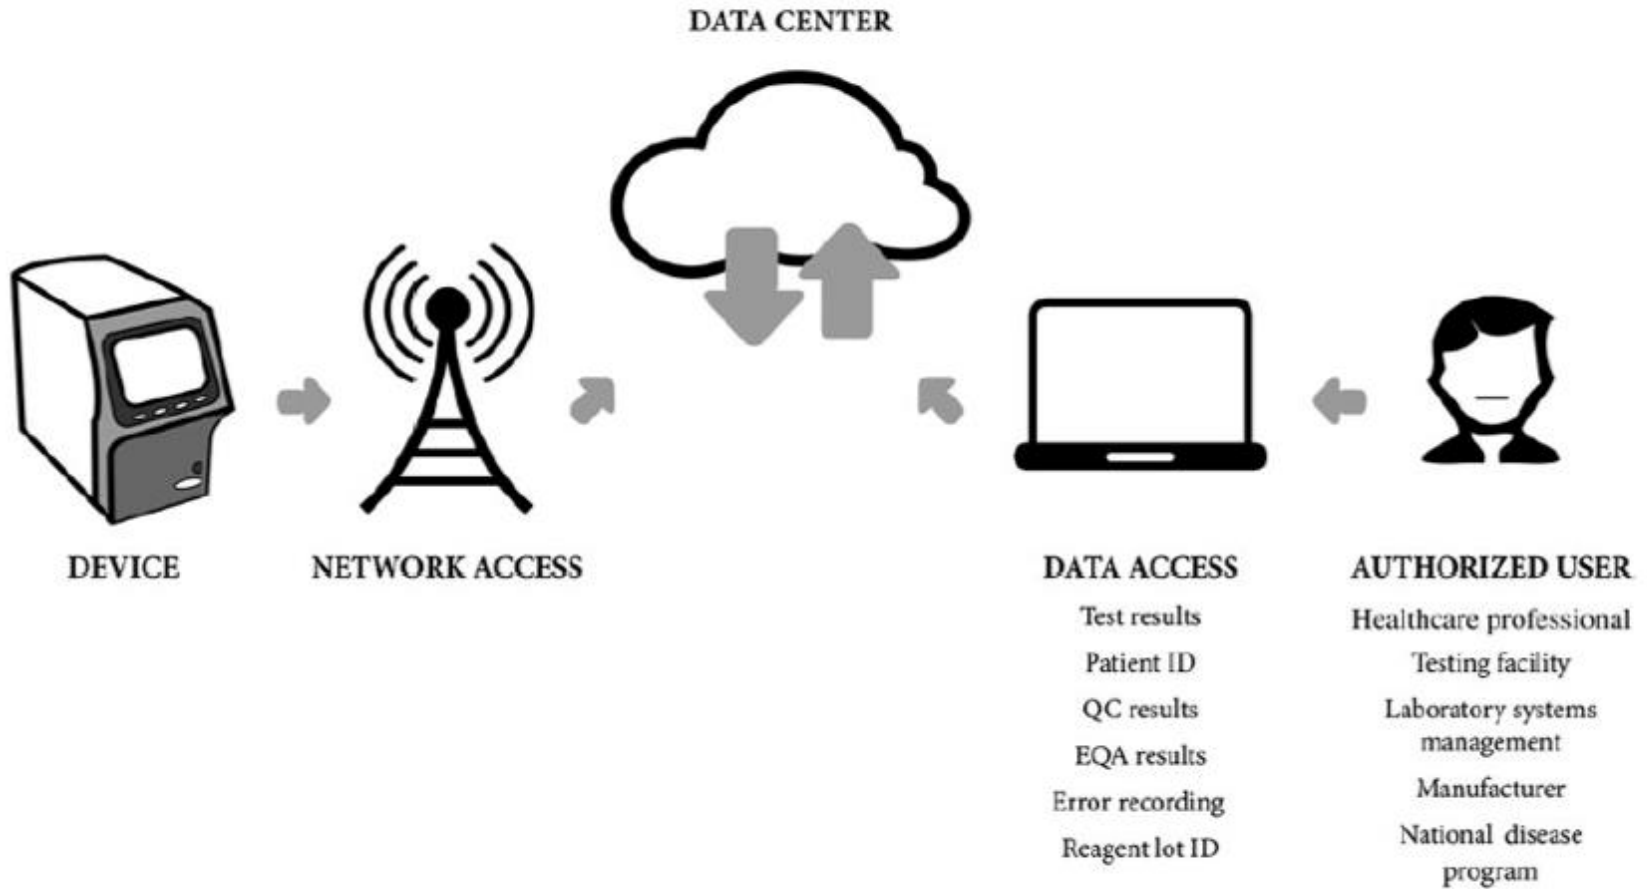 DATA CENTER
DEVICE
NETWORK ACCESS
DATA ACCESS
Test results
Patient ID
QC results
EQA results
Error recording
Reagent lot ID
AUTHORIZED USER
Healthcare professional
Testing facility
Laboratory systems
management
Manufacturer
National disease
program